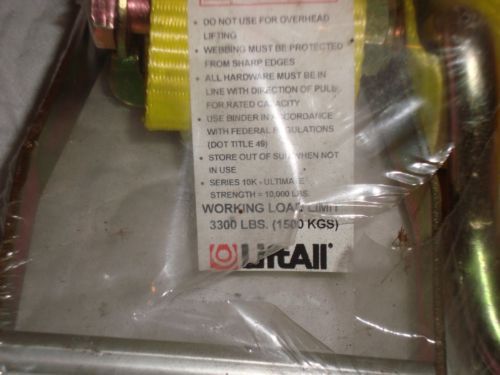 • DO NOT USE FOR OVERHEAD
LIFTING
• WEBBING MUST BE PROTECTED
FROM SHARP EDGES
• ALL HARDWARE MUST BE IN
LINE WITH DIRECTION OF PULL
FOR RATED CAPACITY
• USE BINDER IN ACCORDANCE
WITH FEDERAL REGULATIONS
(DOT TITLE 49)
• STORE OUT OF SUN WHEN NOT
IN USE
• SERIES 10K - ULTIMATE
STRENGTH = 10,000 LBS.
WORKING LOAD LIMIT
3300 LBS. (1500 KGS)
LiftAll®